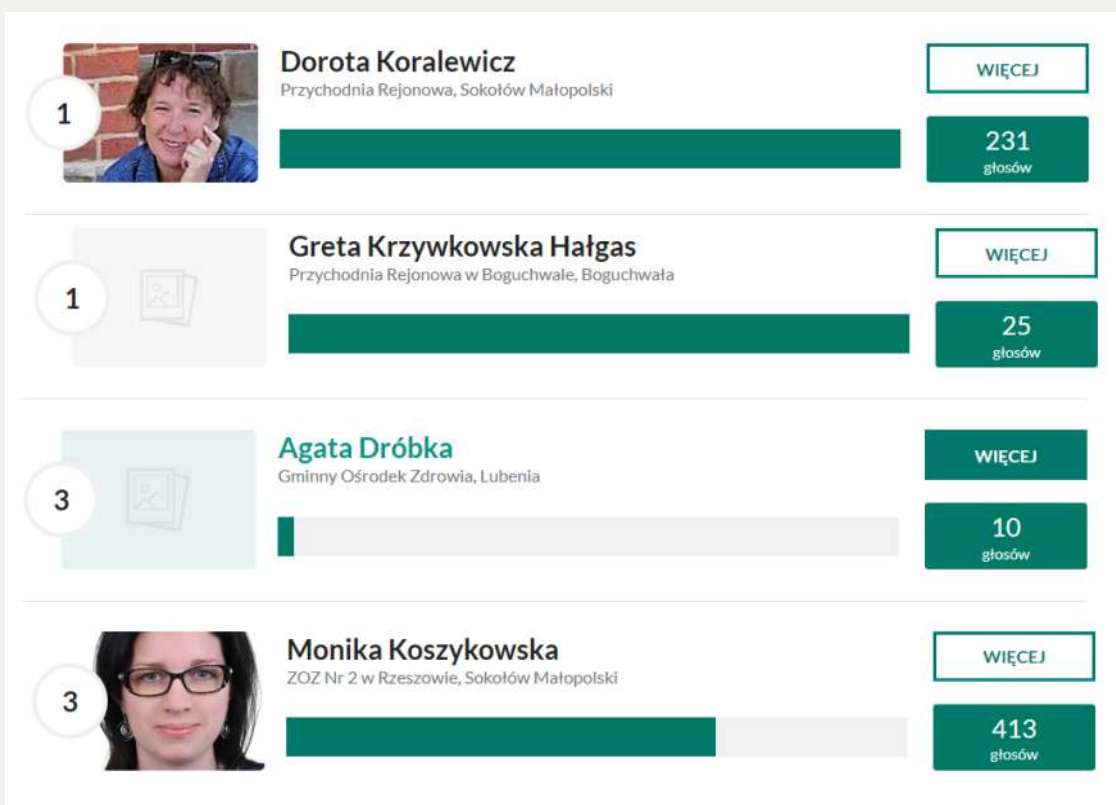 1
Dorota Koralewicz
Przychodnia Rejonowa, Sokołów Małopolski
WIĘCEJ
231
głosów
1
Greta Krzywkowska Hałgas
Przychodnia Rejonowa w Boguchwale, Boguchwała
WIĘCEJ
25
głosów
3
Agata Dróbka
Gminny Ośrodek Zdrowia, Lubenia
WIĘCEJ
10
głosów
3
Monika Koszykowska
ZOZ Nr 2 w Rzeszowie, Sokołów Małopolski
WIĘCEJ
413
głosów